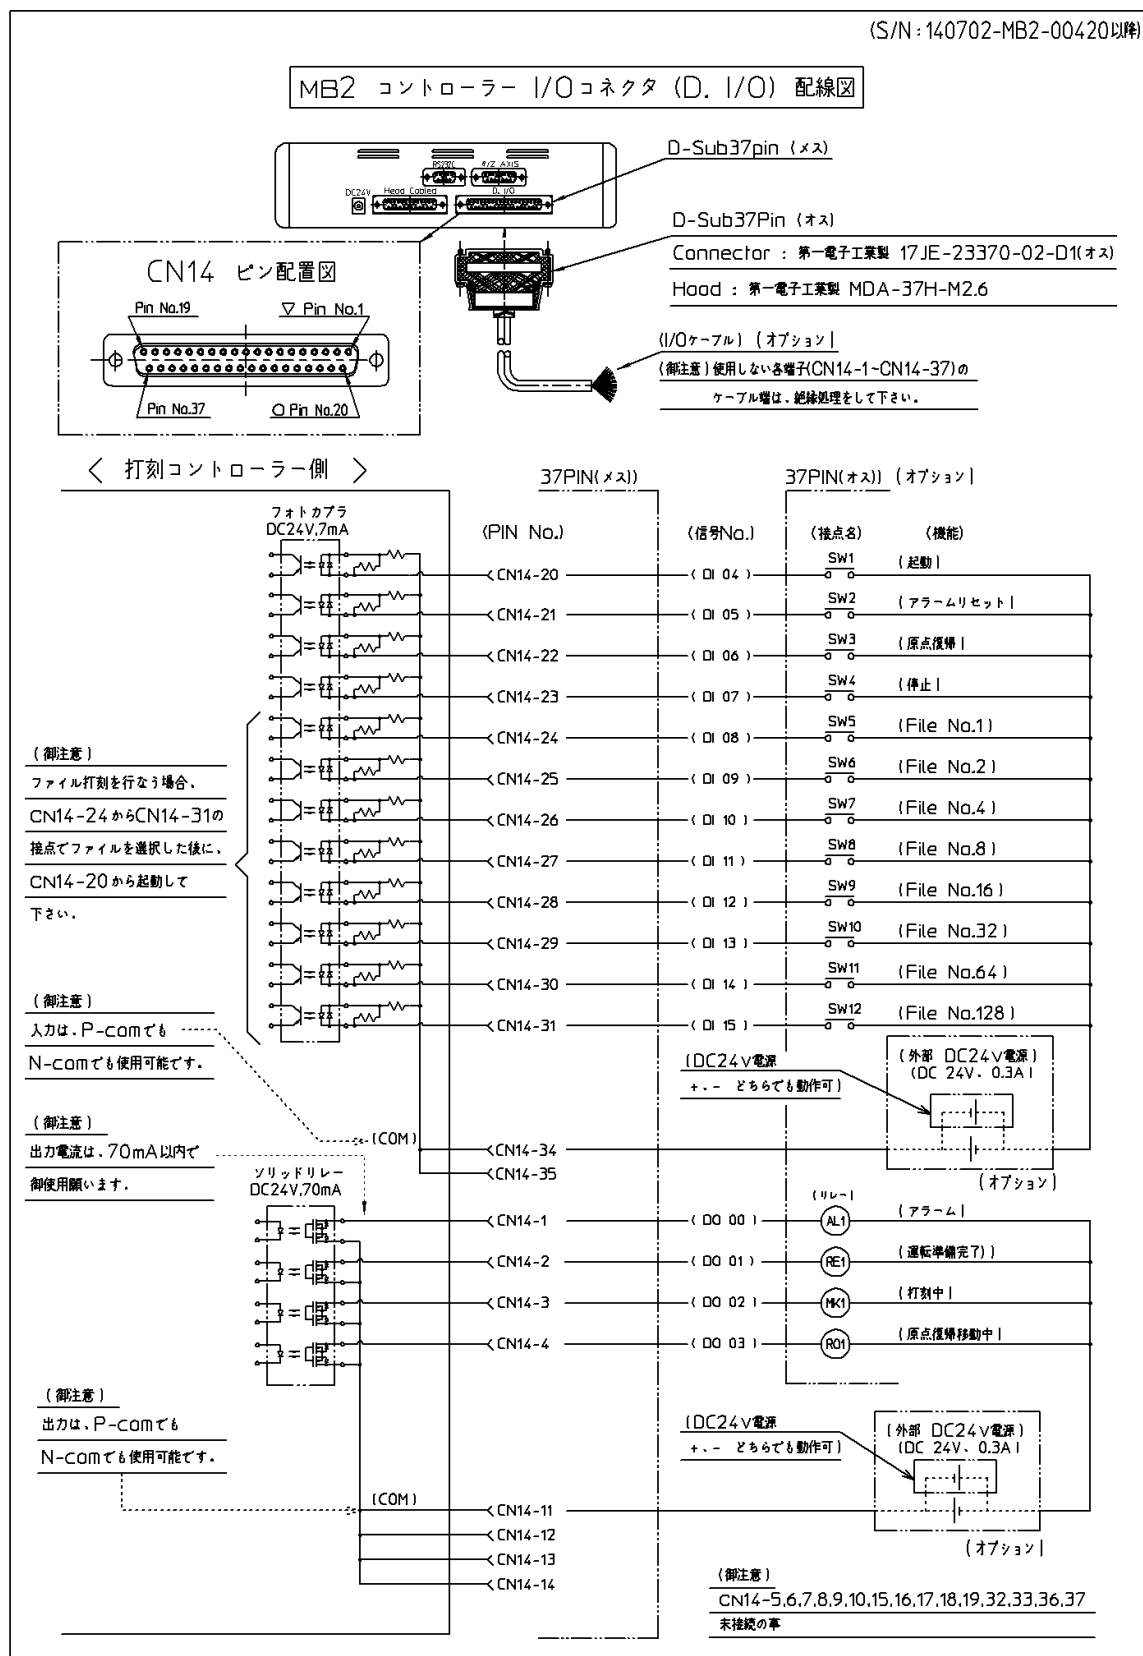 (S/N:140702-MB2-00420以降)
MB2 コントローラー I/Oコネクタ (D. I/O) 配線図
D-Sub37pin (メス)
RS232C
θ/Z AXIS
DC24V
Head Cabled
D. I/O
D-Sub37Pin (オス)
Connector : 第一電子工業製 17JE-23370-02-D1(オス)
Hood : 第一電子工業製 MDA-37H-M2.6
CN14 ピン配置図
Pin No.19
▽ Pin No.1
Pin No.37
○ Pin No.20
(I/Oケーブル) (オプション)
(御注意)使用しない各端子(CN14-1~CN14-37)の
ケーブル端は、絶縁処理をして下さい。
〈 打刻コントローラー側 〉
37PIN(メス))
37PIN(オス)) (オプション)
フォトカプラ
DC24V,7mA
(PIN No.)
(信号No.)
(接点名)
(機能)
CN14-20
( DI 04 )
SW1
(起動)
CN14-21
( DI 05 )
SW2
(アラームリセット)
CN14-22
( DI 06 )
SW3
(原点復帰)
CN14-23
( DI 07 )
SW4
(停止)
CN14-24
( DI 08 )
SW5
(File No.1)
CN14-25
( DI 09 )
SW6
(File No.2)
CN14-26
( DI 10 )
SW7
(File No.4)
CN14-27
( DI 11 )
SW8
(File No.8)
CN14-28
( DI 12 )
SW9
(File No.16)
CN14-29
( DI 13 )
SW10
(File No.32)
CN14-30
( DI 14 )
SW11
(File No.64)
CN14-31
( DI 15 )
SW12
(File No.128)
(御注意)
ファイル打刻を行なう場合、
CN14-24からCN14-31の
接点でファイルを選択した後に、
CN14-20から起動して
下さい。
(御注意)
入力は、P-comでも
N-comでも使用可能です。
(DC24V電源
+、- どちらでも動作可)
(外部 DC24V電源)
(DC 24V、0.3A)
(オプション)
(COM)
CN14-34
CN14-35
(御注意)
出力電流は、70mA以内で
御使用願います。
ソリッドリレー
DC24V,70mA
(リレー)
CN14-1
( DO 00 )
AL1
(アラーム)
CN14-2
( DO 01 )
RE1
(運転準備完了))
CN14-3
( DO 02 )
MK1
(打刻中)
CN14-4
( DO 03 )
RO1
(原点復帰移動中)
(御注意)
出力は、P-comでも
N-comでも使用可能です。
(DC24V電源
+、- どちらでも動作可)
(外部 DC24V電源)
(DC 24V、0.3A)
(オプション)
(COM)
CN14-11
CN14-12
CN14-13
CN14-14
(御注意)
CN14-5,6,7,8,9,10,15,16,17,18,19,32,33,36,37
未接続の事